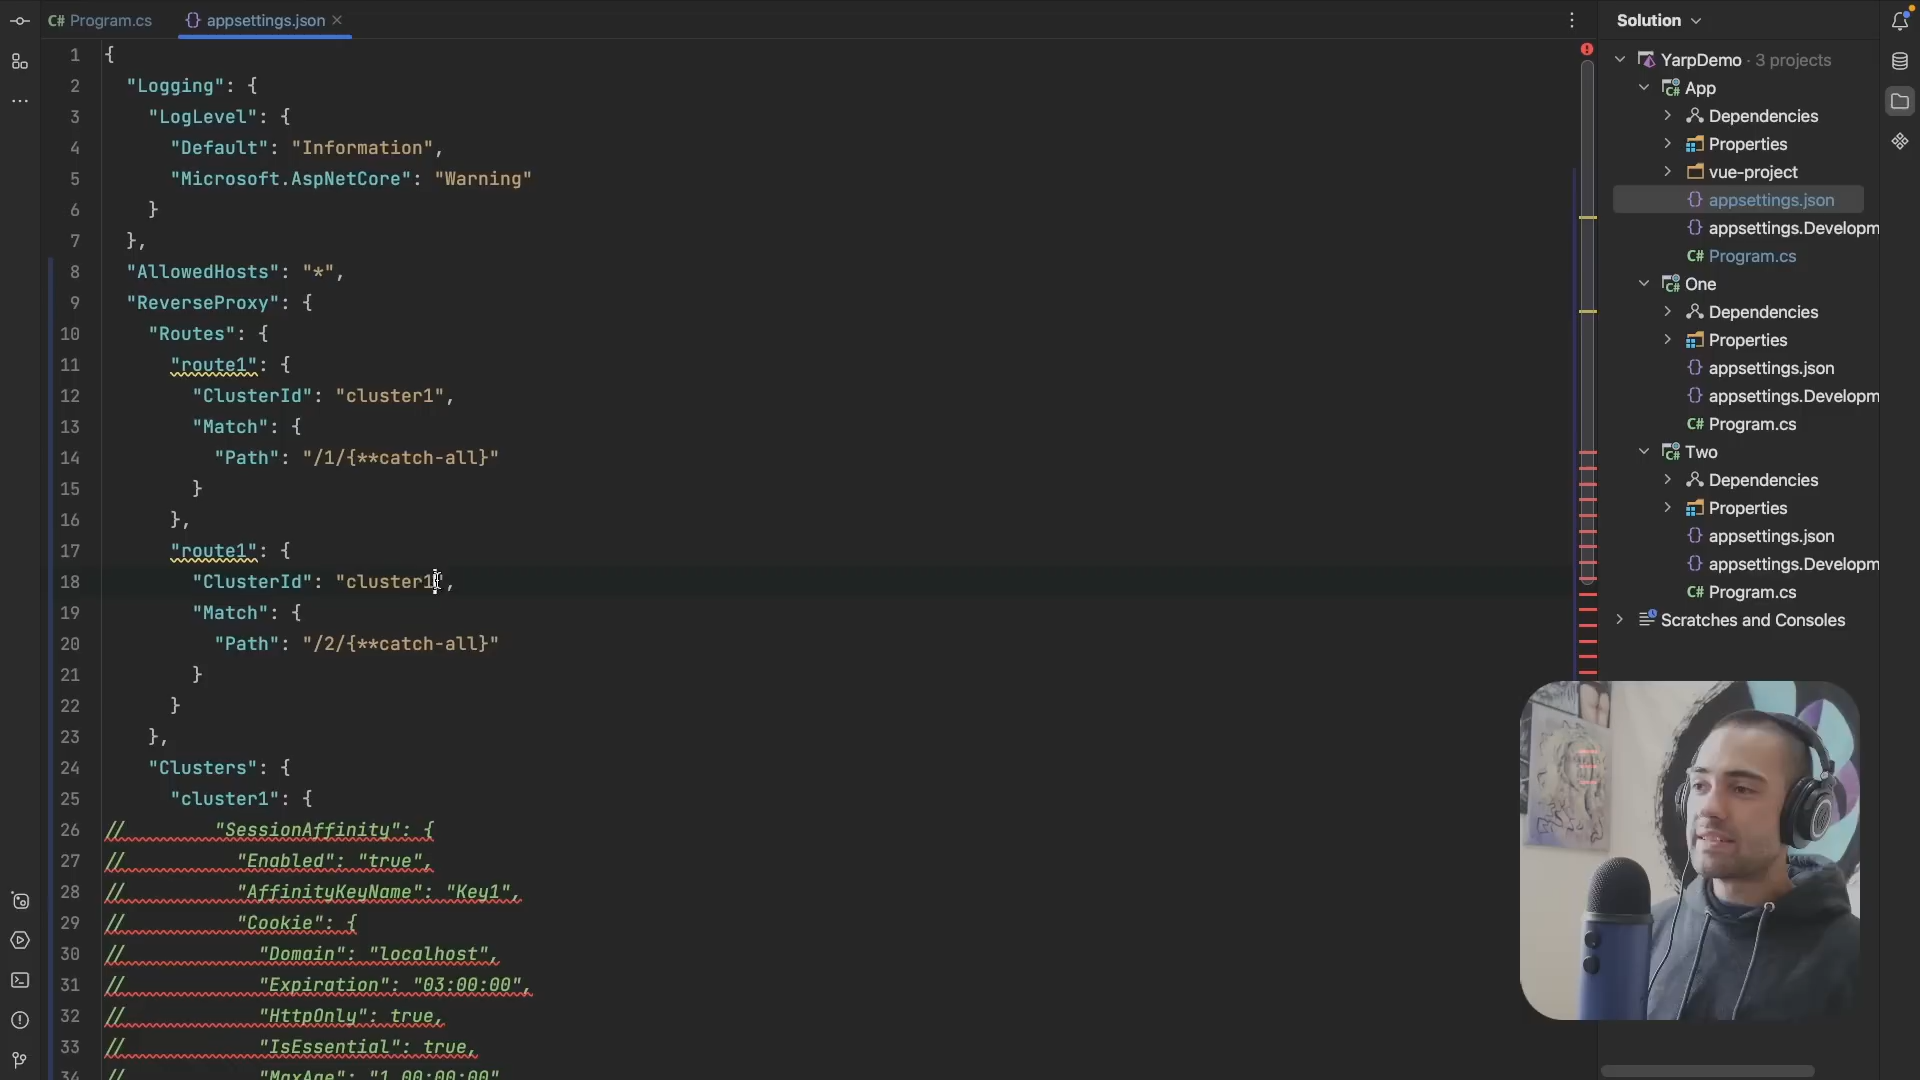 C# Program.cs
{} appsettings.json ×
1 {
2 "Logging": {
3 "LogLevel": {
4 "Default": "Information",
5 "Microsoft.AspNetCore": "Warning"
6 }
7 },
8 "AllowedHosts": "*",
9 "ReverseProxy": {
10 "Routes": {
11 "route1": {
12 "ClusterId": "cluster1",
13 "Match": {
14 "Path": "/1/{**catch-all}"
15 }
16 },
17 "route1": {
18 "ClusterId": "cluster1",
19 "Match": {
20 "Path": "/2/{**catch-all}"
21 }
22 }
23 },
24 "Clusters": {
25 "cluster1": {
26 // "SessionAffinity": {
27 // "Enabled": "true",
28 // "AffinityKeyName": "Key1",
29 // "Cookie": {
30 // "Domain": "localhost",
31 // "Expiration": "03:00:00",
32 // "HttpOnly": true,
33 // "IsEssential": true,
34 // "MaxAge": "1.00:00:00",
Solution
YarpDemo · 3 projects
C# App
Dependencies
Properties
vue-project
{} appsettings.json
{} appsettings.Developm
C# Program.cs
C# One
Dependencies
Properties
{} appsettings.json
{} appsettings.Developm
C# Program.cs
C# Two
Dependencies
Properties
{} appsettings.json
{} appsettings.Developm
C# Program.cs
Scratches and Consoles